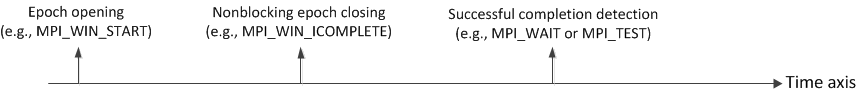 Epoch opening
(e.g., MPI_WIN_START)
Nonblocking epoch closing
(e.g., MPI_WIN_ICOMPLETE)
Successful completion detection
(e.g., MPI_WAIT or MPI_TEST)
Time axis